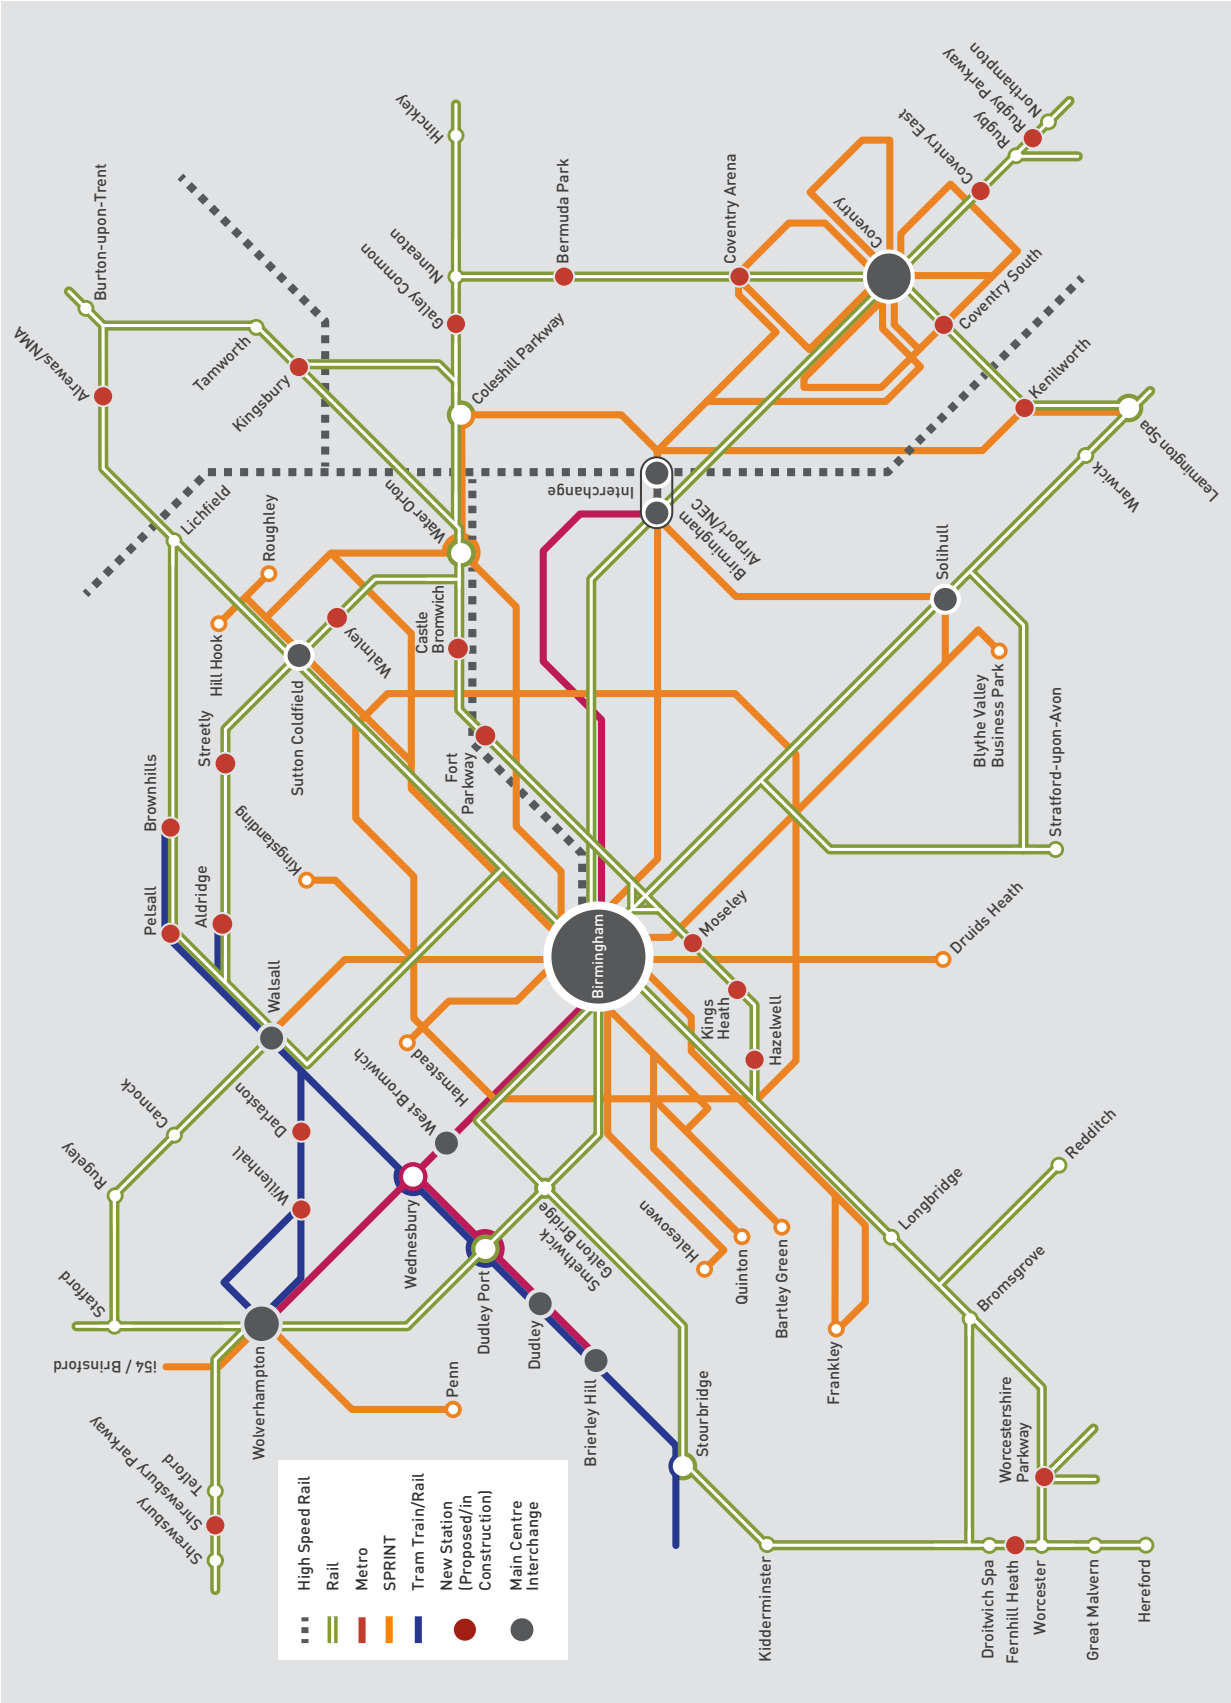 Shrewsbury
Shrewsbury Parkway
Telford
i54 / Brinsford
Wolverhampton
Stafford
Rugeley
Cannock
Penn
Willenhall
Darlaston
Walsall
Pelsall
Brownhills
Aldridge
Streetly
Sutton Coldfield
Hill Hook
Roughley
Lichfield
Alrewas/NMA
Burton-upon-Trent
Tamworth
Kingsbury
Water Orton
Walmley
Castle
Bromwich
Fort
Parkway
Kingstanding
Hamstead
West Bromwich
Wednesbury
Dudley Port
Dudley
Brierley Hill
Smethwick
Galton Bridge
Stourbridge
Kidderminster
Birmingham
Coleshill Parkway
Galley Common
Nuneaton
Hinckley
Bermuda Park
Coventry Arena
Coventry
Coventry East
Rugby
Rugby Parkway
Northampton
Coventry South
Kenilworth
Leamington Spa
Warwick
Solihull
Interchange
Birmingham
Airport/NEC
Blythe Valley
Business Park
Stratford-upon-Avon
Druids Heath
Moseley
Kings
Heath
Hazelwell
Halesowen
Quinton
Bartley Green
Frankley
Longbridge
Redditch
Bromsgrove
Worcestershire
Parkway
Droitwich Spa
Fernhill Heath
Worcester
Great Malvern
Hereford
High Speed Rail
Rail
Metro
SPRINT
Tram Train/Rail
New Station
(Proposed/in
Construction)
Main Centre
Interchange